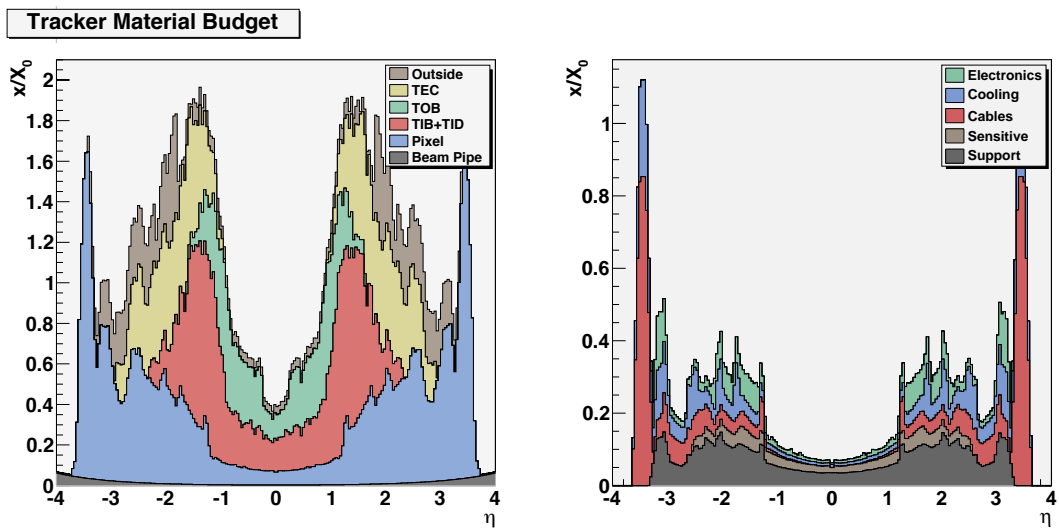 Tracker Material Budget
x/X₀
2
1.8
1.6
1.4
1.2
1
0.8
0.6
0.4
0.2
0
Outside
TEC
TOB
TIB+TID
Pixel
Beam Pipe
-4 -3 -2 -1 0 1 2 3 4
η
x/X₀
1
0.8
0.6
0.4
0.2
0
Electronics
Cooling
Cables
Sensitive
Support
-4 -3 -2 -1 0 1 2 3 4
η